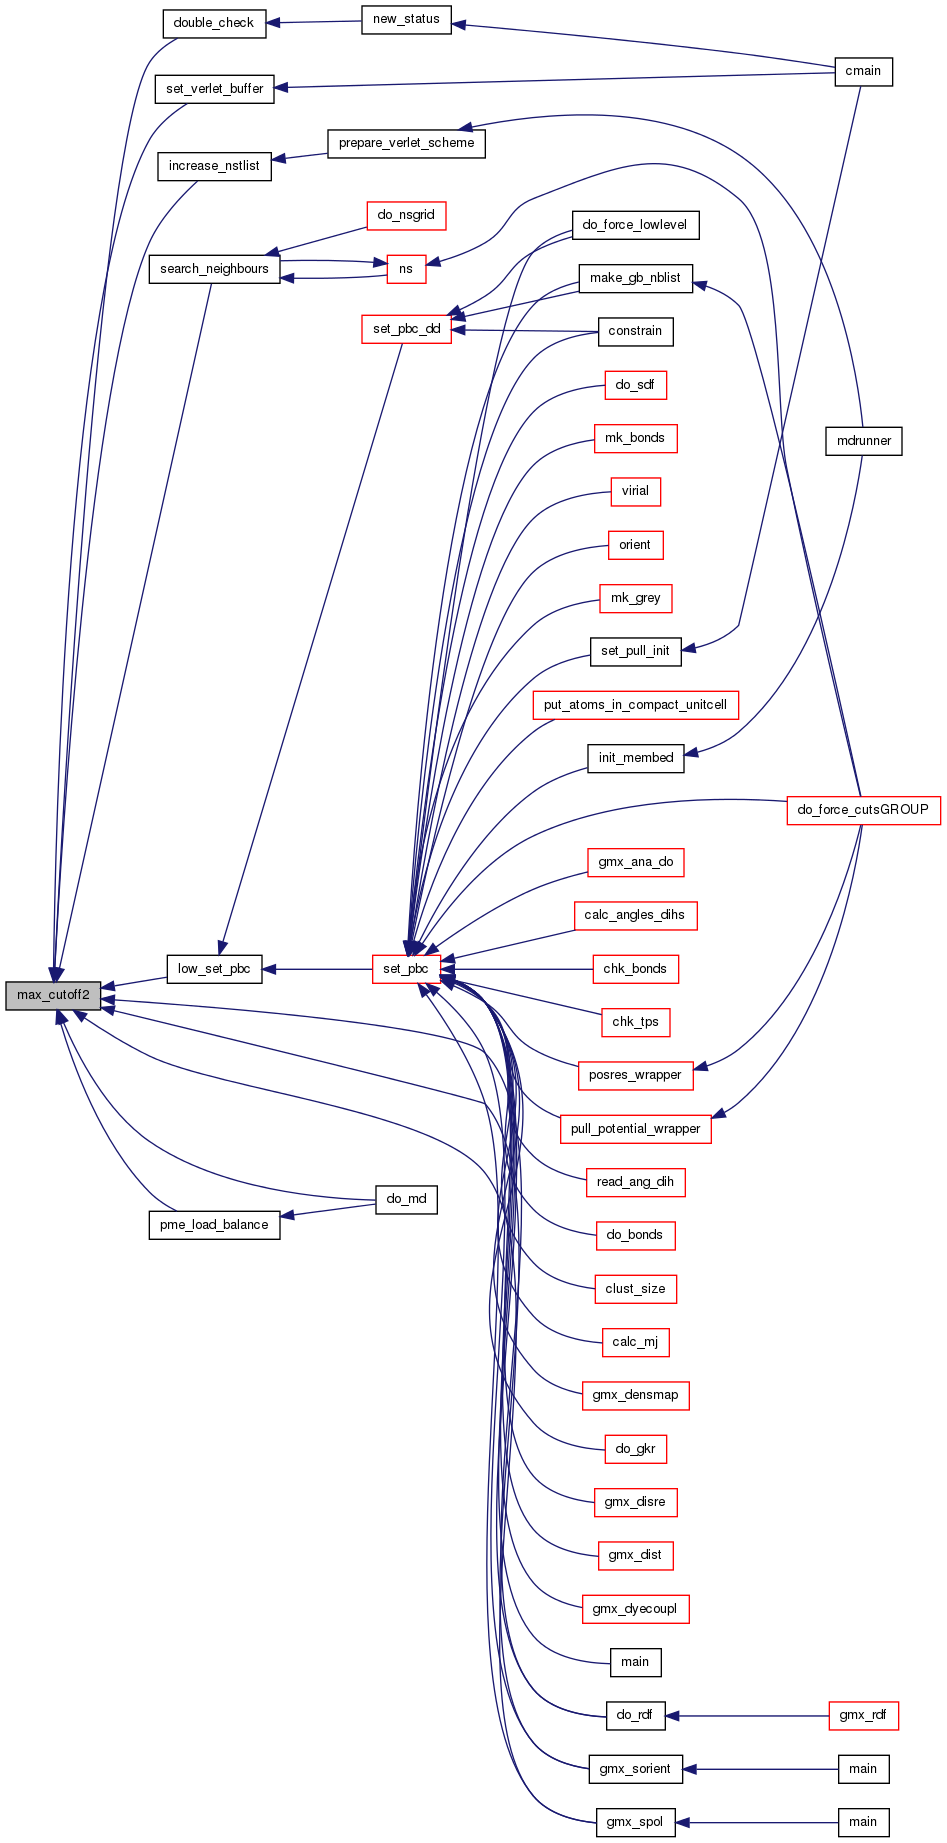 double_check
new_status
cmain
set_verlet_buffer
prepare_verlet_scheme
increase_nstlist
do_nsgrid
do_force_lowlevel
search_neighbours
ns
make_gb_nblist
set_pbc_dd
constrain
do_sdf
mk_bonds
mdrunner
virial
orient
mk_grey
set_pull_init
put_atoms_in_compact_unitcell
init_membed
do_force_cutsGROUP
gmx_ana_do
calc_angles_dihs
low_set_pbc
set_pbc
chk_bonds
max_cutoff2
chk_tps
posres_wrapper
pull_potential_wrapper
read_ang_dih
do_md
pme_load_balance
do_bonds
clust_size
calc_mj
gmx_densmap
do_gkr
gmx_disre
gmx_dist
gmx_dyecoupl
main
do_rdf
gmx_rdf
gmx_sorient
main
gmx_spol
main